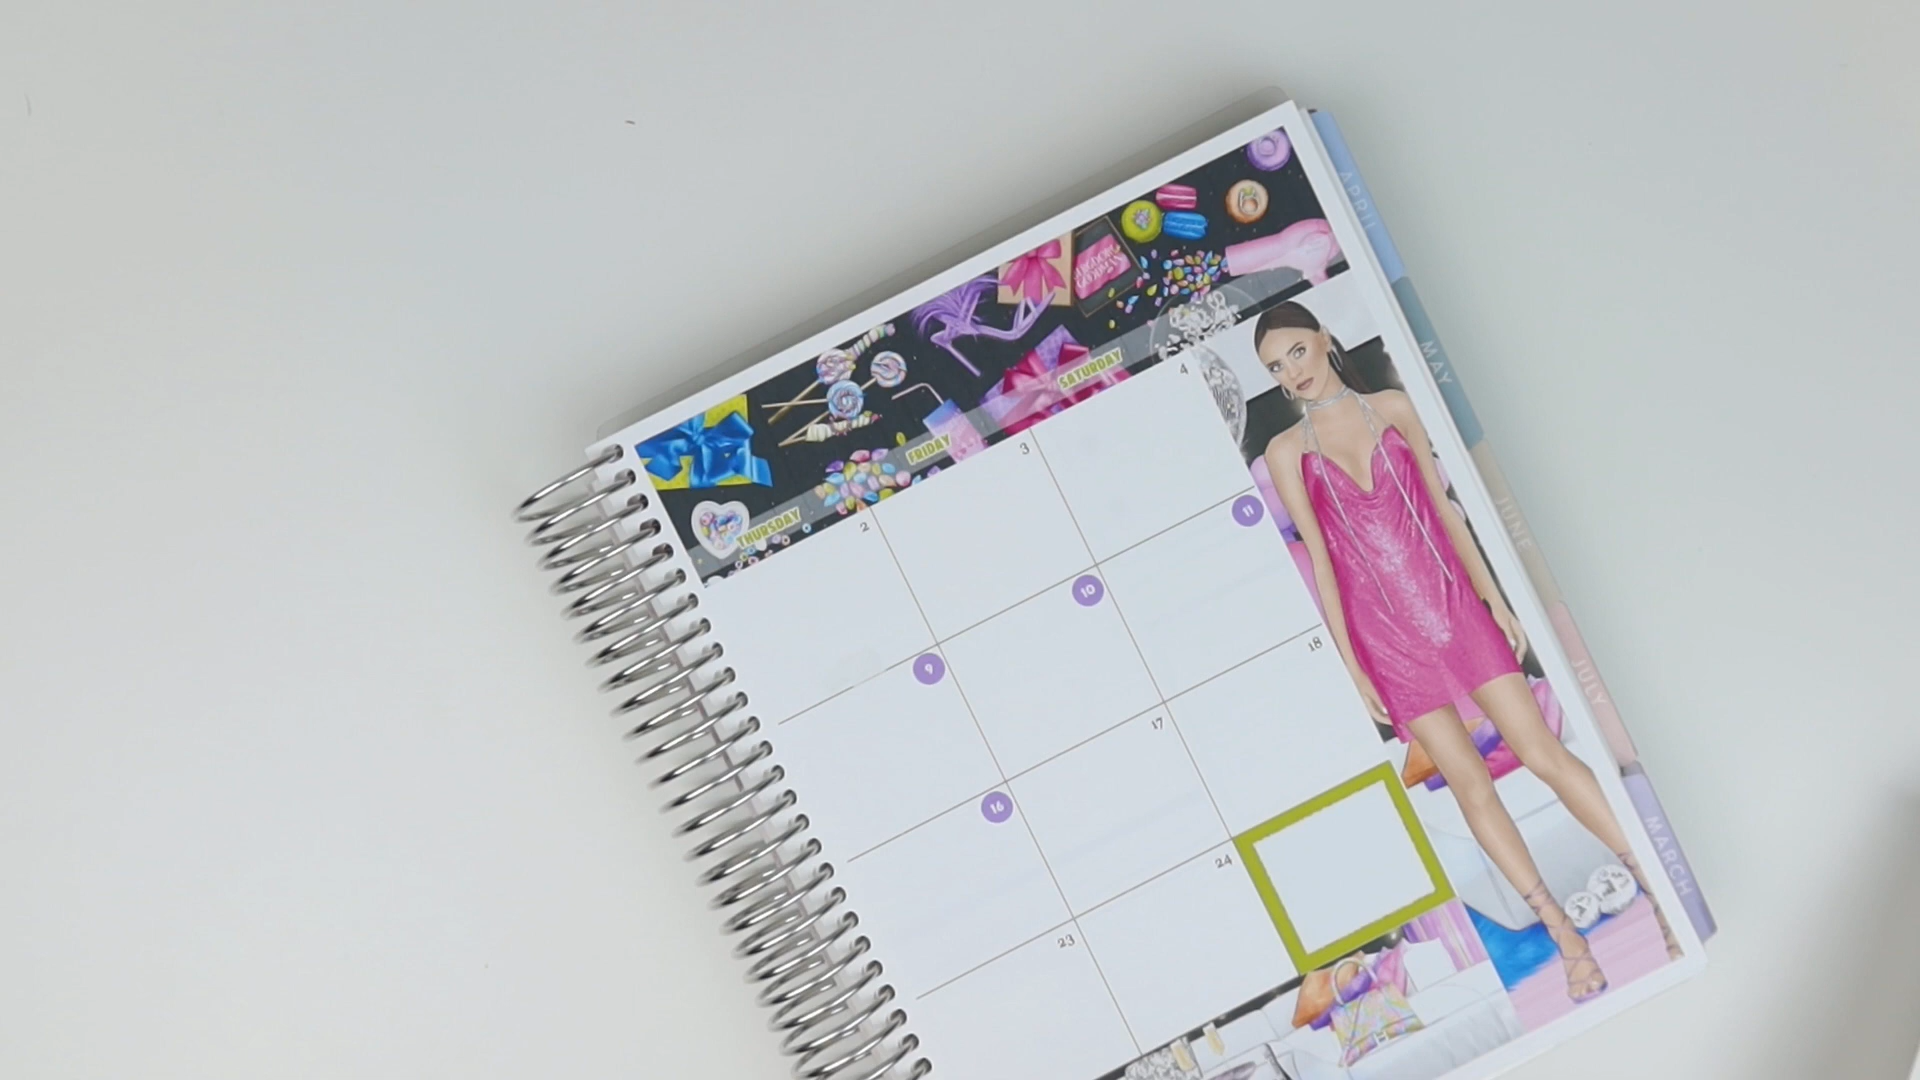 THURSDAY
FRIDAY
SATURDAY
2
3
4
9
10
11
16
17
18
23
24
APRIL
MAY
JUNE
JULY
MARCH